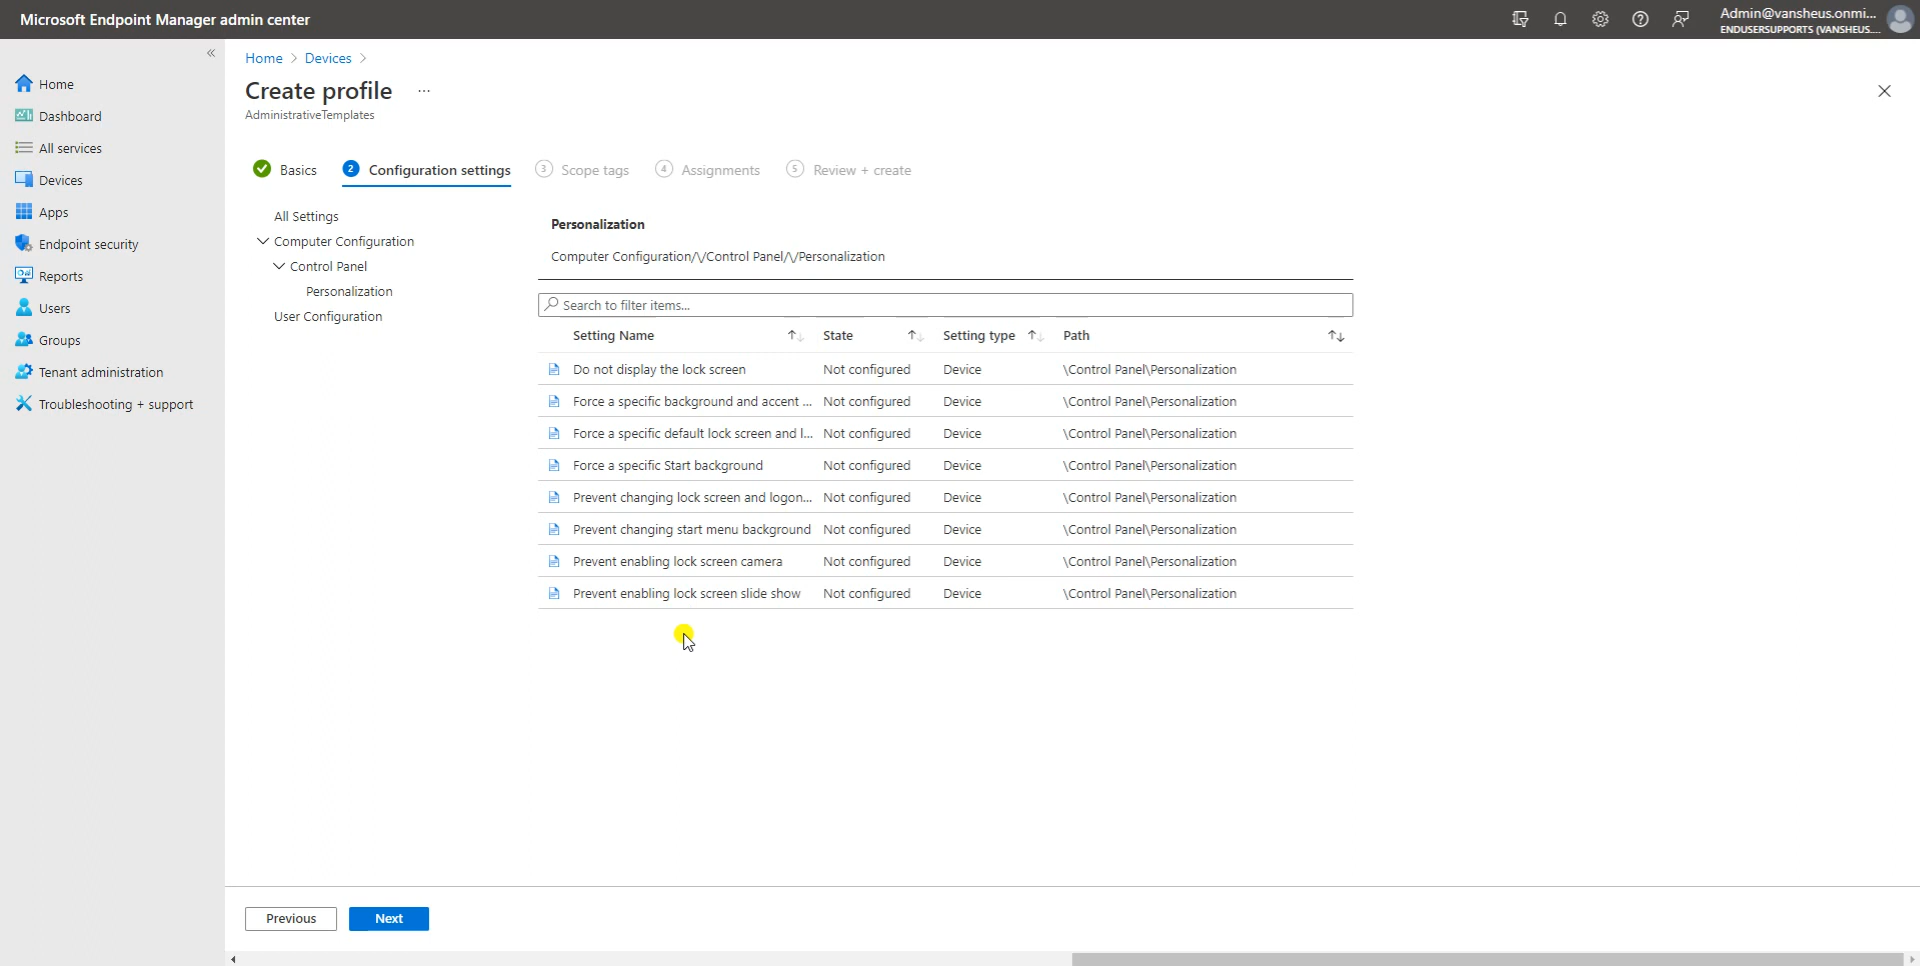 Microsoft Endpoint Manager admin center
Admin@vansheus.onmi...
ENDUSERSUPPORTS (VANSHEUS....
«
Home
Dashboard
All services
Devices
Apps
Endpoint security
Reports
Users
Groups
Tenant administration
Troubleshooting + support
Home > Devices >
Create profile ...
AdministrativeTemplates
Basics 2 Configuration settings 3 Scope tags 4 Assignments 5 Review + create
All Settings
Computer Configuration
Control Panel
Personalization
User Configuration
Personalization
Computer Configuration/\/Control Panel/\/Personalization
Search to filter items...
Setting Name State Setting type Path
Do not display the lock screen Not configured Device \Control Panel\Personalization
Force a specific background and accent ... Not configured Device \Control Panel\Personalization
Force a specific default lock screen and l... Not configured Device \Control Panel\Personalization
Force a specific Start background Not configured Device \Control Panel\Personalization
Prevent changing lock screen and logon... Not configured Device \Control Panel\Personalization
Prevent changing start menu background Not configured Device \Control Panel\Personalization
Prevent enabling lock screen camera Not configured Device \Control Panel\Personalization
Prevent enabling lock screen slide show Not configured Device \Control Panel\Personalization
Previous Next